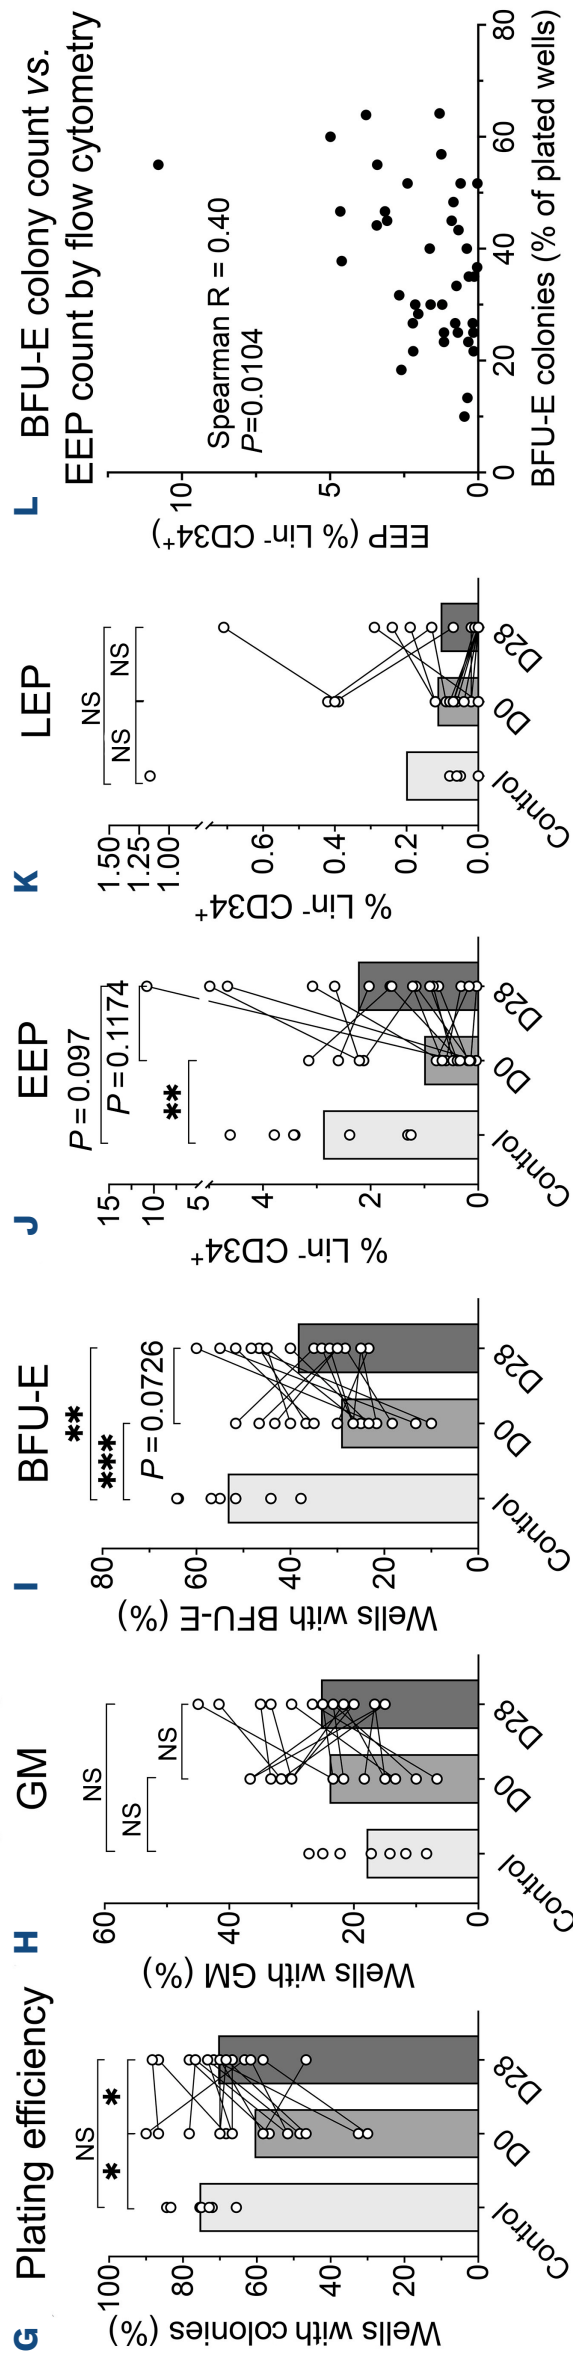 G
Plating efficiency
NS
*
*
Wells with colonies (%)
100
80
60
40
20
0
Control
D0
D28
H
GM
NS
NS
NS
Wells with GM (%)
60
40
20
0
Control
D0
D28
I
BFU-E
**
***
P = 0.0726
Wells with BFU-E (%)
80
60
40
20
0
Control
D0
D28
J
EEP
P = 0.097
P = 0.1174
**
% Lin⁻ CD34⁺
15
10
5
4
2
0
Control
D0
D28
K
LEP
NS
NS
NS
% Lin⁻ CD34⁺
1.50
1.25
1.00
0.6
0.4
0.2
0.0
Control
D0
D28
L
BFU-E colony count vs.
EEP count by flow cytometry
Spearman R = 0.40
P=0.0104
EEP (% Lin⁻ CD34⁺)
10
5
0
0
20
40
60
80
BFU-E colonies (% of plated wells)